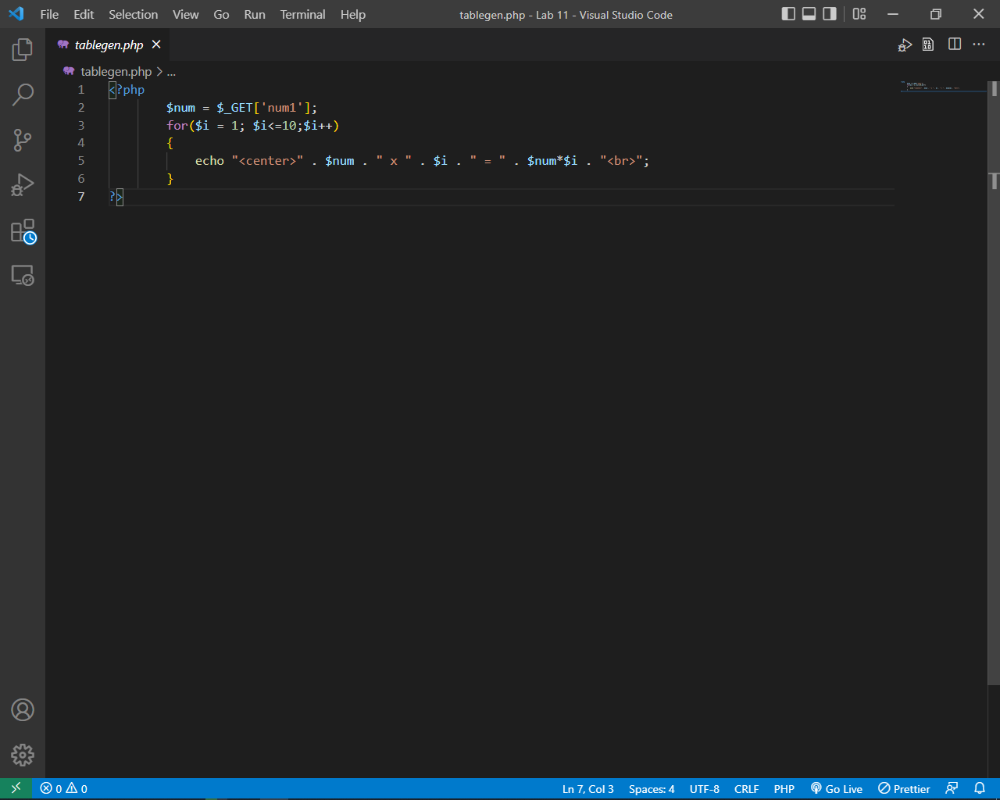 File Edit Selection View Go Run Terminal Help tablegen.php - Lab 11 - Visual Studio Code
tablegen.php
tablegen.php > ...
1 <?php
2 $num = $_GET['num1'];
3 for($i = 1; $i<=10;$i++)
4 {
5 echo "<center>" . $num . " x " . $i . " = " . $num*$i . "<br>";
6 }
7 ?>
0 0 Ln 7, Col 3 Spaces: 4 UTF-8 CRLF PHP Go Live Prettier